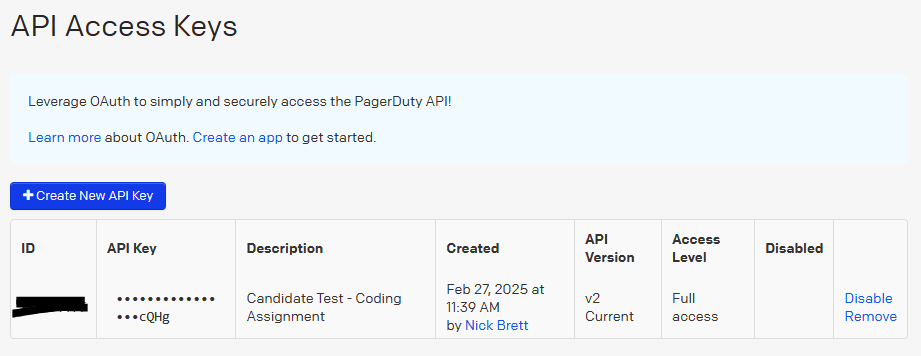 API Access Keys
Leverage OAuth to simply and securely access the PagerDuty API!
Learn more about OAuth. Create an app to get started.
+ Create New API Key
ID API Key Description Created API Version Access Level Disabled
••••••••••••••
•••cQHg
Candidate Test - Coding
Assignment
Feb 27, 2025 at
11:39 AM
by Nick Brett
v2
Current
Full
access
Disable
Remove